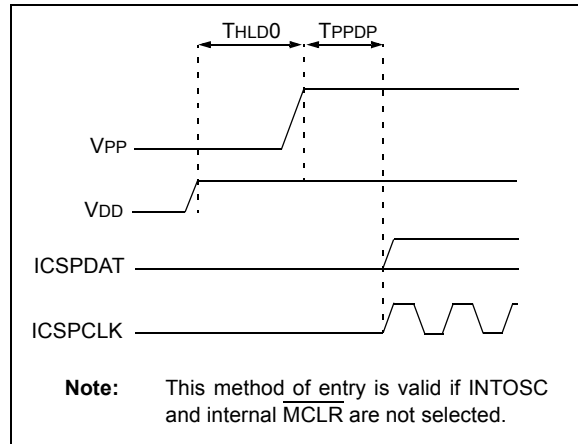 THLD0 TPPDP
VPP
VDD
ICSPDAT
ICSPCLK
Note: This method of entry is valid if INTOSC
and internal MCLR are not selected.